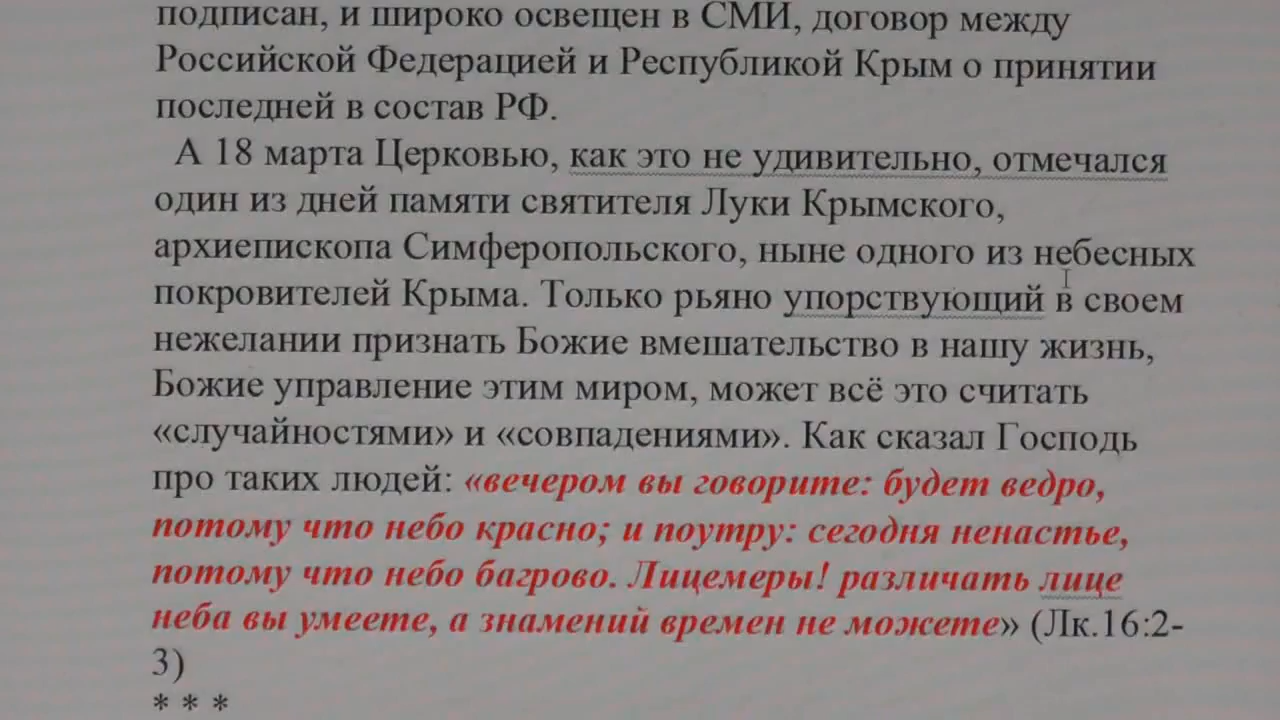 подписан, и широко освещен в СМИ, договор между
Российской Федерацией и Республикой Крым о принятии
последней в состав РФ.
А 18 марта Церковью, как это не удивительно, отмечался
один из дней памяти святителя Луки Крымского,
архиепископа Симферопольского, ныне одного из небесных
покровителей Крыма. Только рьяно упорствующий в своем
нежелании признать Божие вмешательство в нашу жизнь,
Божие управление этим миром, может всё это считать
«случайностями» и «совпадениями». Как сказал Господь
про таких людей: «вечером вы говорите: будет ведро,
потому что небо красно; и поутру: сегодня ненастье,
потому что небо багрово. Лицемеры! различать лице
неба вы умеете, а знамений времен не можете» (Лк.16:2-
3)
* * *